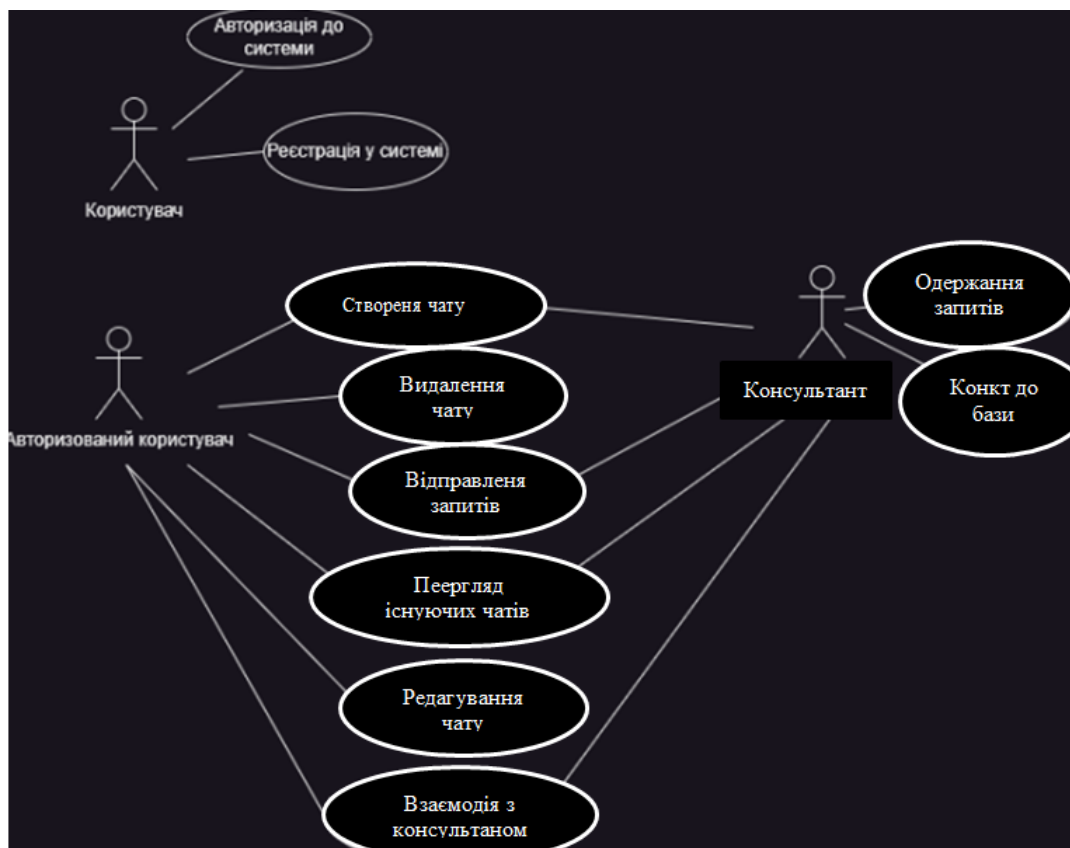 Авторизація до
системи
Реєстрація у системі
Користувач
Створеня чату
Одержання
запитів
Видалення
чату
Консультант
Конкт до
бази
Авторизований користувач
Відправленя
запитів
Пеергляд
існуючих чатів
Редагування
чату
Взаємодія з
консультаном